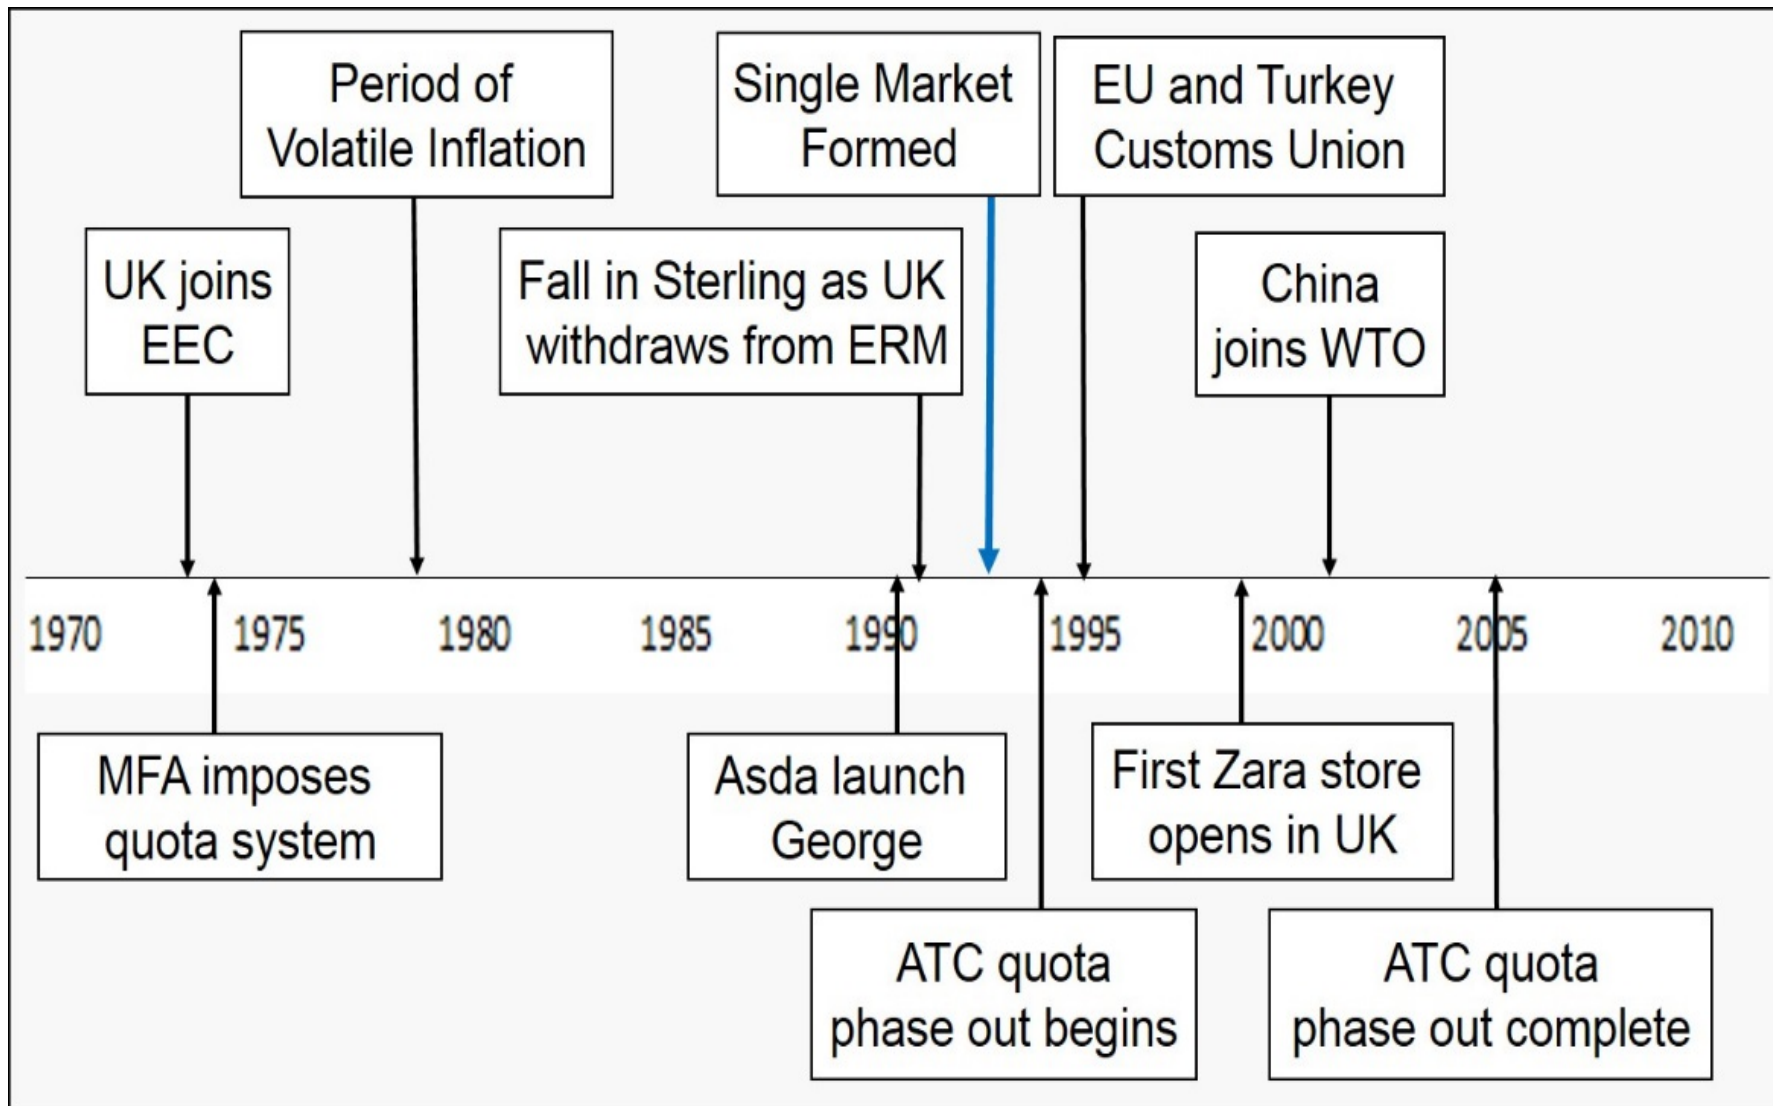 Period of
Volatile Inflation
Single Market
Formed
EU and Turkey
Customs Union
UK joins
EEC
Fall in Sterling as UK
withdraws from ERM
China
joins WTO
1970 1975 1980 1985 1990 1995 2000 2005 2010
MFA imposes
quota system
Asda launch
George
First Zara store
opens in UK
ATC quota
phase out begins
ATC quota
phase out complete